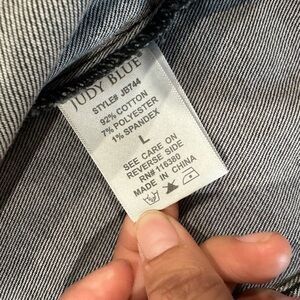 JUDY BLUE
STYLE# JB744
92% COTTON
7% POLYESTER
1% SPANDEX
L
SEE CARE ON
REVERSE SIDE
RN# 116380
MADE IN CHINA